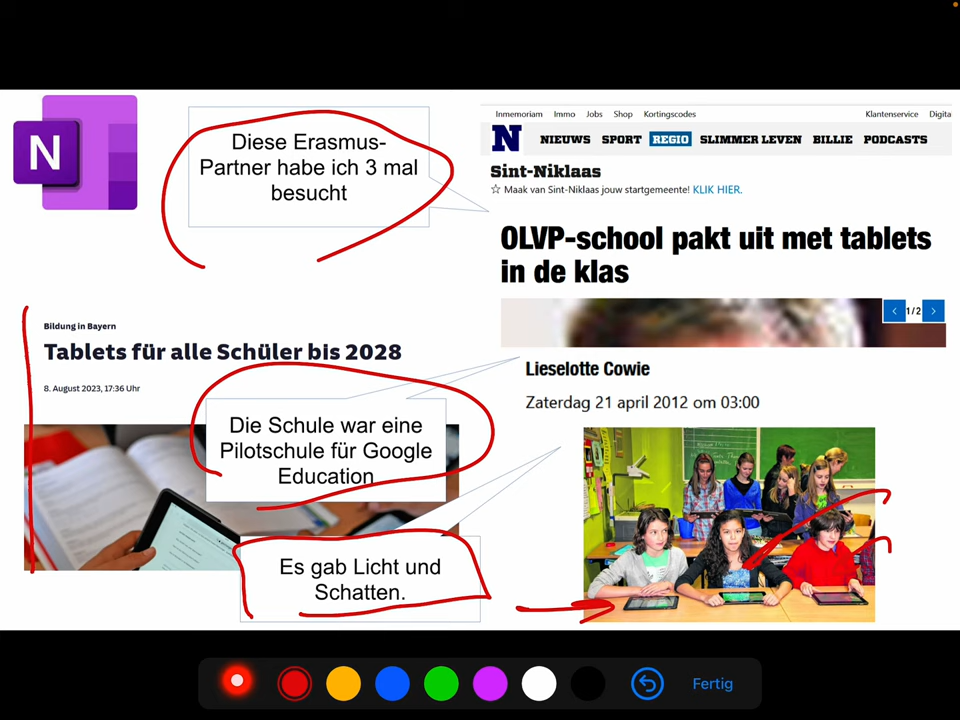 N
Diese Erasmus-
Partner habe ich 3 mal
besucht
Inmemoriam Immo Jobs Shop Kortingscodes Klantenservice Digita
N NIEUWS SPORT REGIO SLIMMER LEVEN BILLIE PODCASTS
Sint-Niklaas
☆ Maak van Sint-Niklaas jouw startgemeente! KLIK HIER.
OLVP-school pakt uit met tablets
in de klas
< 1 / 2 >
Lieselotte Cowie
Zaterdag 21 april 2012 om 03:00
Bildung in Bayern
Tablets für alle Schüler bis 2028
8. August 2023, 17:36 Uhr
Die Schule war eine
Pilotschule für Google
Education
Es gab Licht und
Schatten.
Fertig